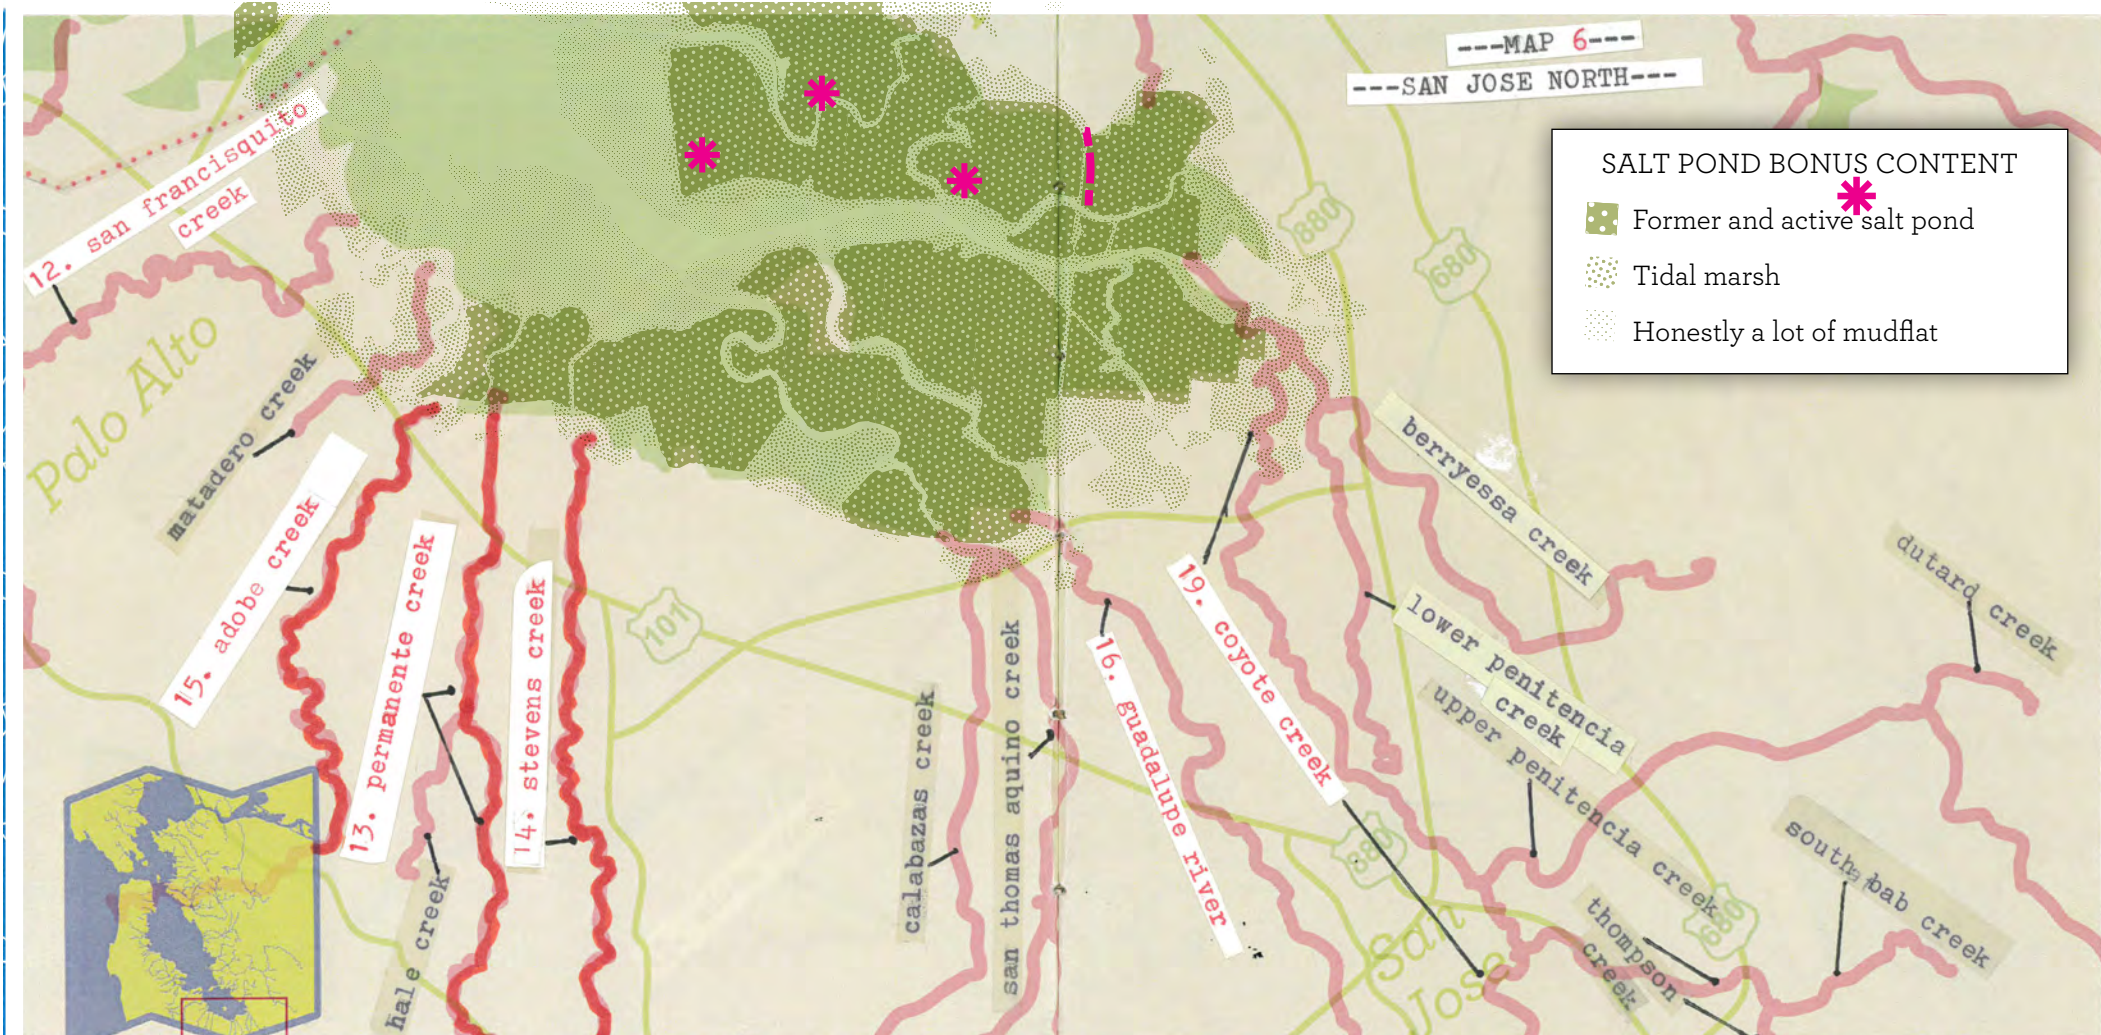 ---MAP 6---
---SAN JOSE NORTH---
SALT POND BONUS CONTENT
Former and active salt pond
Tidal marsh
Honestly a lot of mudflat
12. san francisquito
creek
Palo Alto
matadero creek
15. adobe creek
13. permanente creek
14. stevens creek
hale creek
101
calabazas creek
san thomas aquino creek
16. guadalupe river
19. coyote creek
880
680
berryessa creek
lower penitencia
creek
upper penitencia creek
dutard creek
880
680
south bab creek
thompson
creek
San
Jose